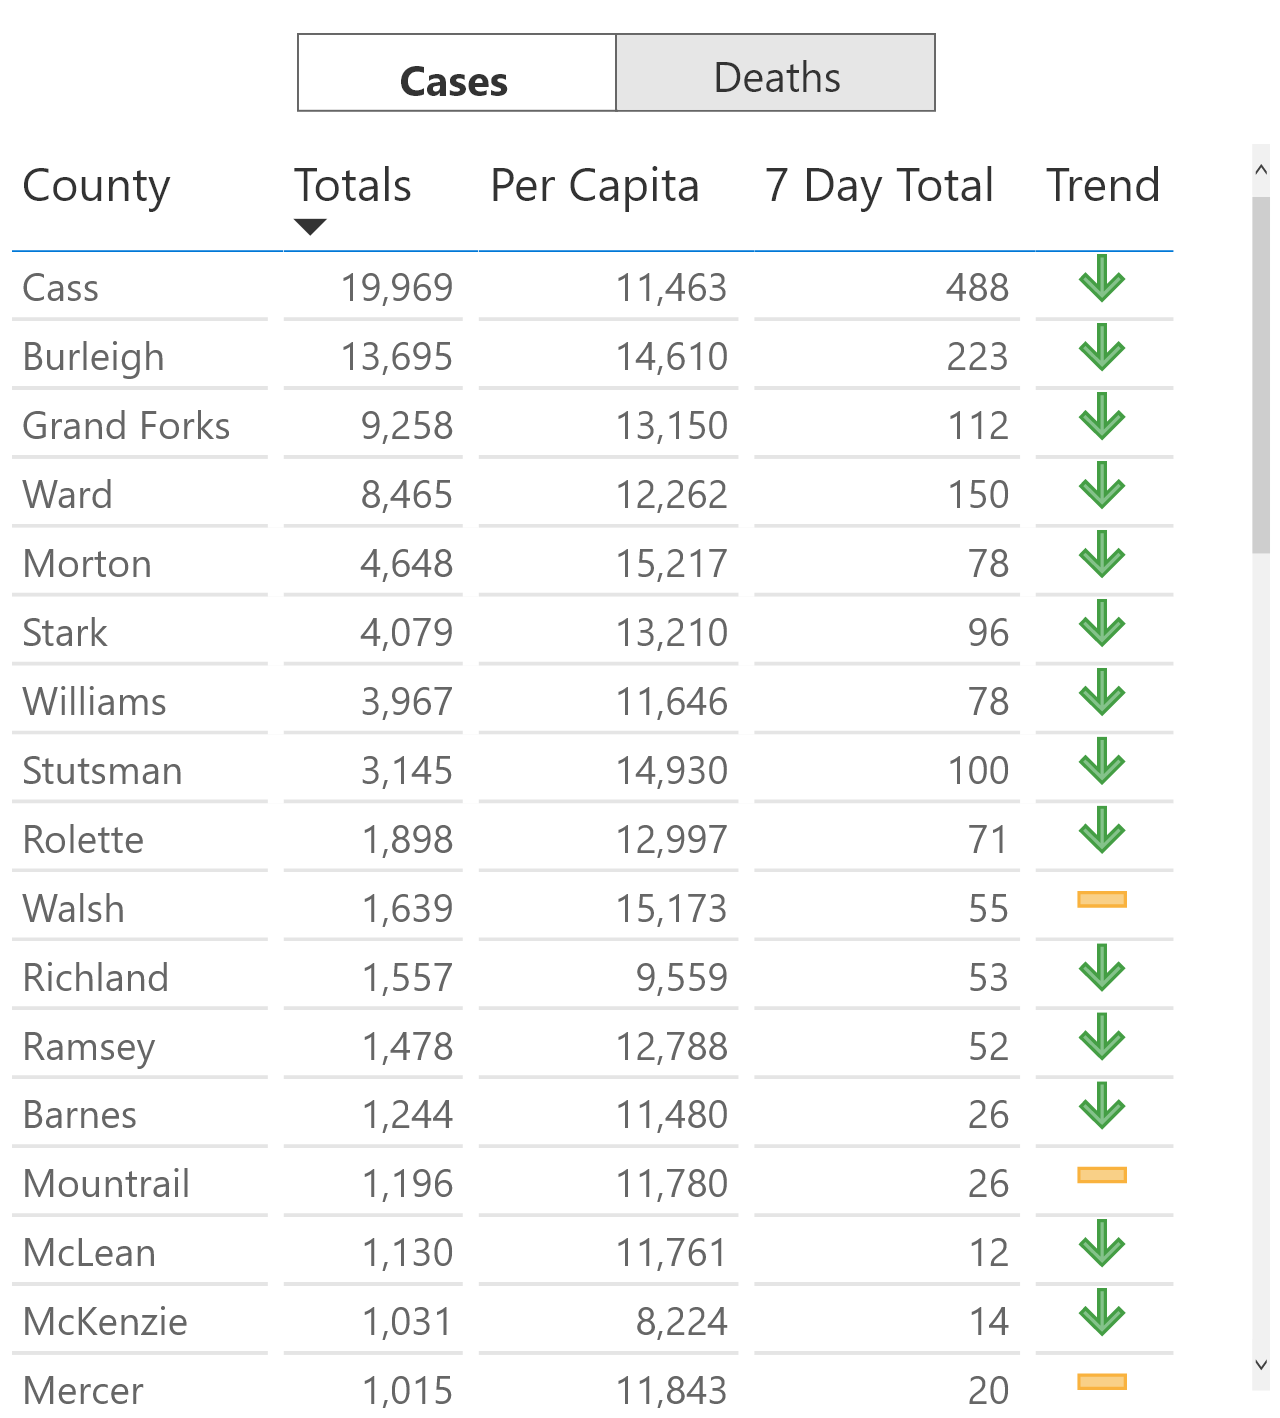 Cases Deaths
County Totals Per Capita 7 Day Total Trend
Cass 19,969 11,463 488
Burleigh 13,695 14,610 223
Grand Forks 9,258 13,150 112
Ward 8,465 12,262 150
Morton 4,648 15,217 78
Stark 4,079 13,210 96
Williams 3,967 11,646 78
Stutsman 3,145 14,930 100
Rolette 1,898 12,997 71
Walsh 1,639 15,173 55
Richland 1,557 9,559 53
Ramsey 1,478 12,788 52
Barnes 1,244 11,480 26
Mountrail 1,196 11,780 26
McLean 1,130 11,761 12
McKenzie 1,031 8,224 14
Mercer 1,015 11,843 20